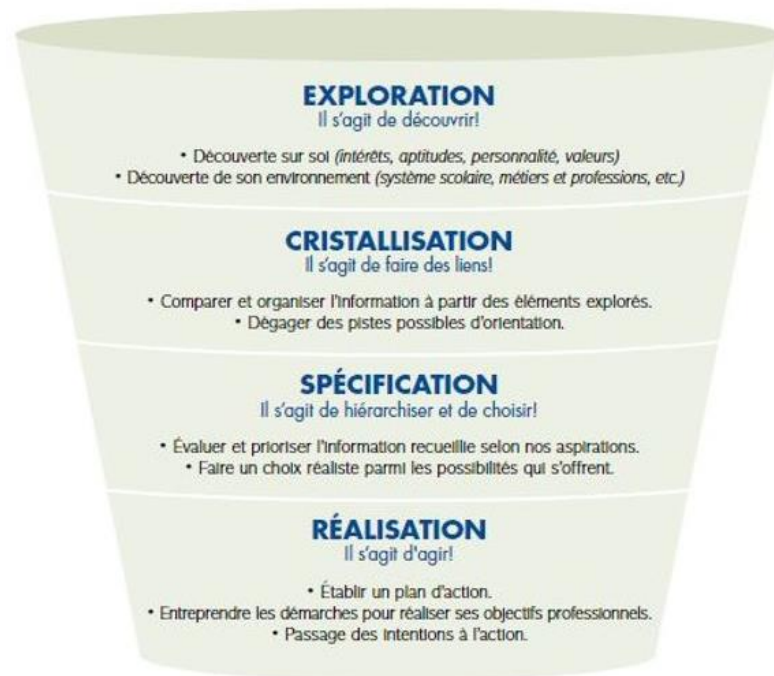 EXPLORATION
Il s'agit de découvrir!
• Découverte sur soi (intérêts, aptitudes, personnalité, valeurs)
• Découverte de son environnement (système scolaire, métiers et professions, etc.)
CRISTALLISATION
Il s'agit de faire des liens!
• Comparer et organiser l'information à partir des éléments explorés.
• Dégager des pistes possibles d'orientation.
SPÉCIFICATION
Il s'agit de hiérarchiser et de choisir!
• Évaluer et prioriser l'information recueillie selon nos aspirations.
• Faire un choix réaliste parmi les possibilités qui s'offrent.
RÉALISATION
Il s'agit d'agir!
• Établir un plan d'action.
• Entreprendre les démarches pour réaliser ses objectifs professionnels.
• Passage des intentions à l'action.